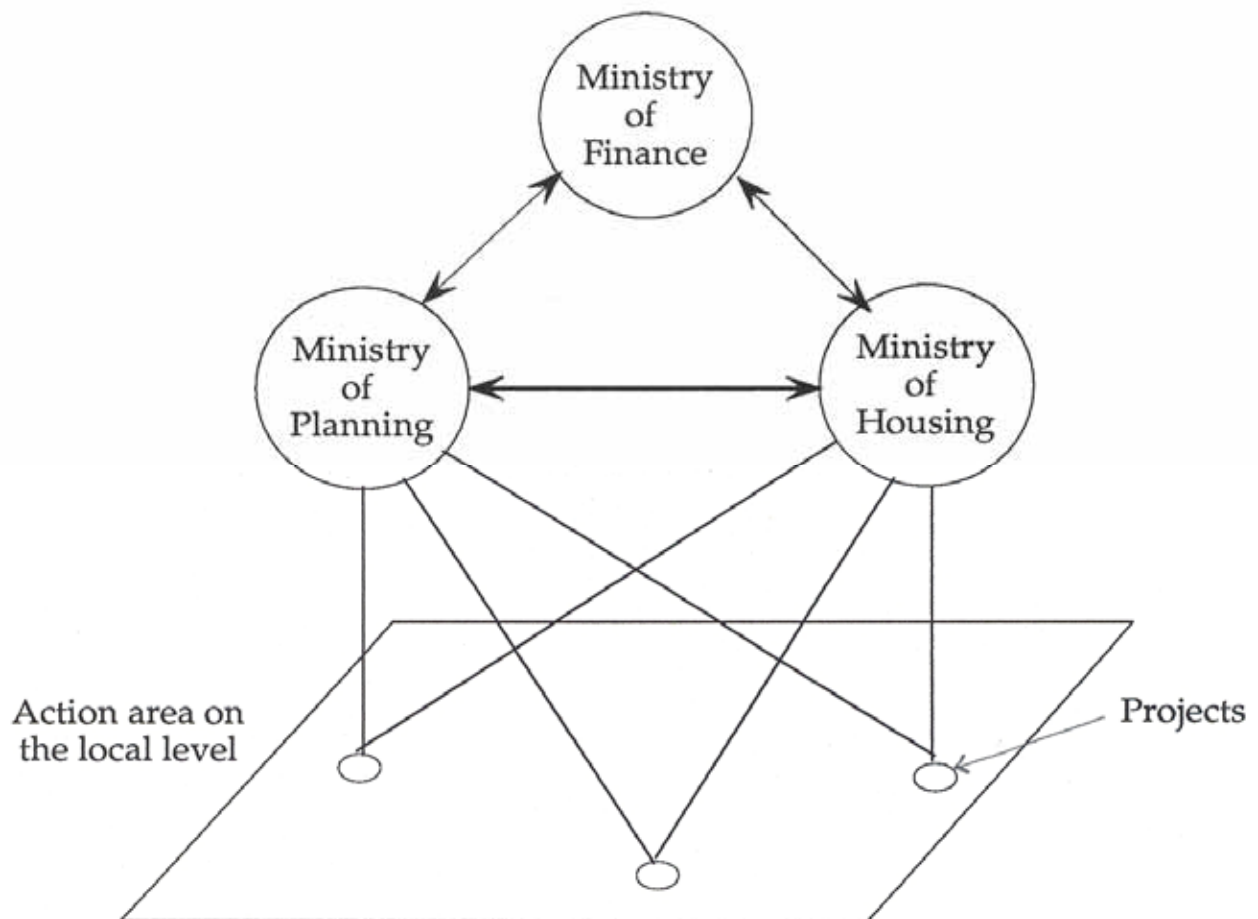 Ministry
of
Finance
Ministry
of
Planning
Ministry
of
Housing
Action area on
the local level
Projects